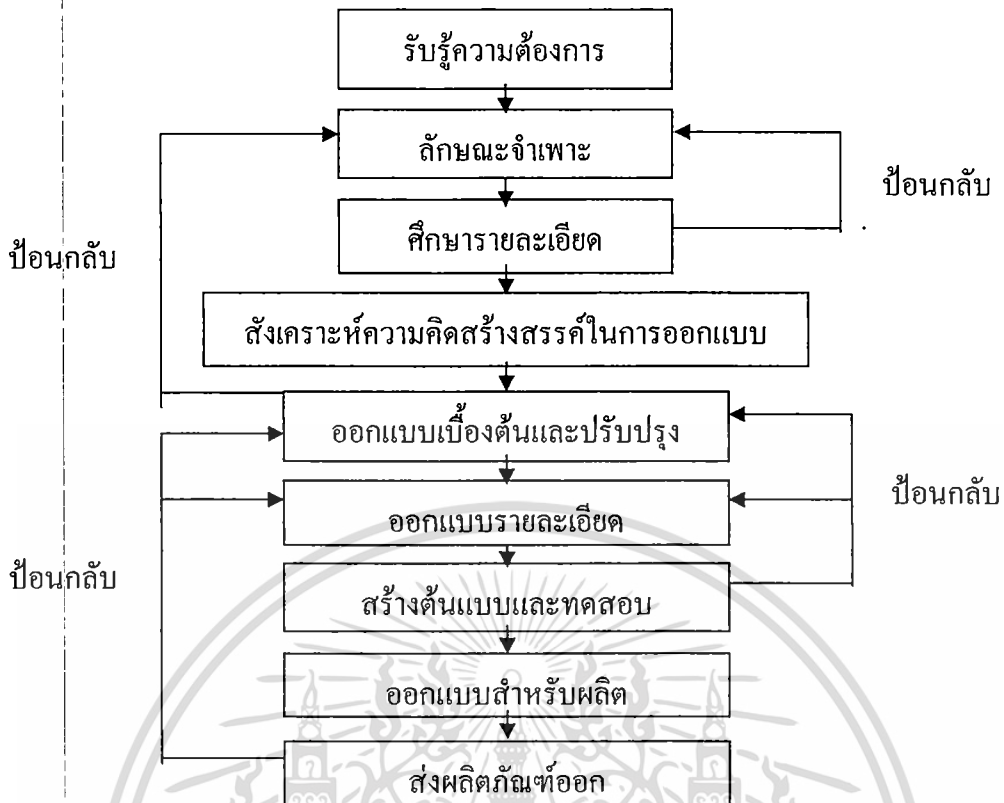 รับรู้ความต้องการ
ลักษณะจำเพาะ
ป้อนกลับ
ศึกษารายละเอียด
ป้อนกลับ
สังเคราะห์ความคิดสร้างสรรค์ในการออกแบบ
ออกแบบเบื้องต้นและปรับปรุง
ป้อนกลับ
ออกแบบรายละเอียด
ป้อนกลับ
สร้างต้นแบบและทดสอบ
ออกแบบสำหรับผลิต
ส่งผลิตภัณฑ์ออก